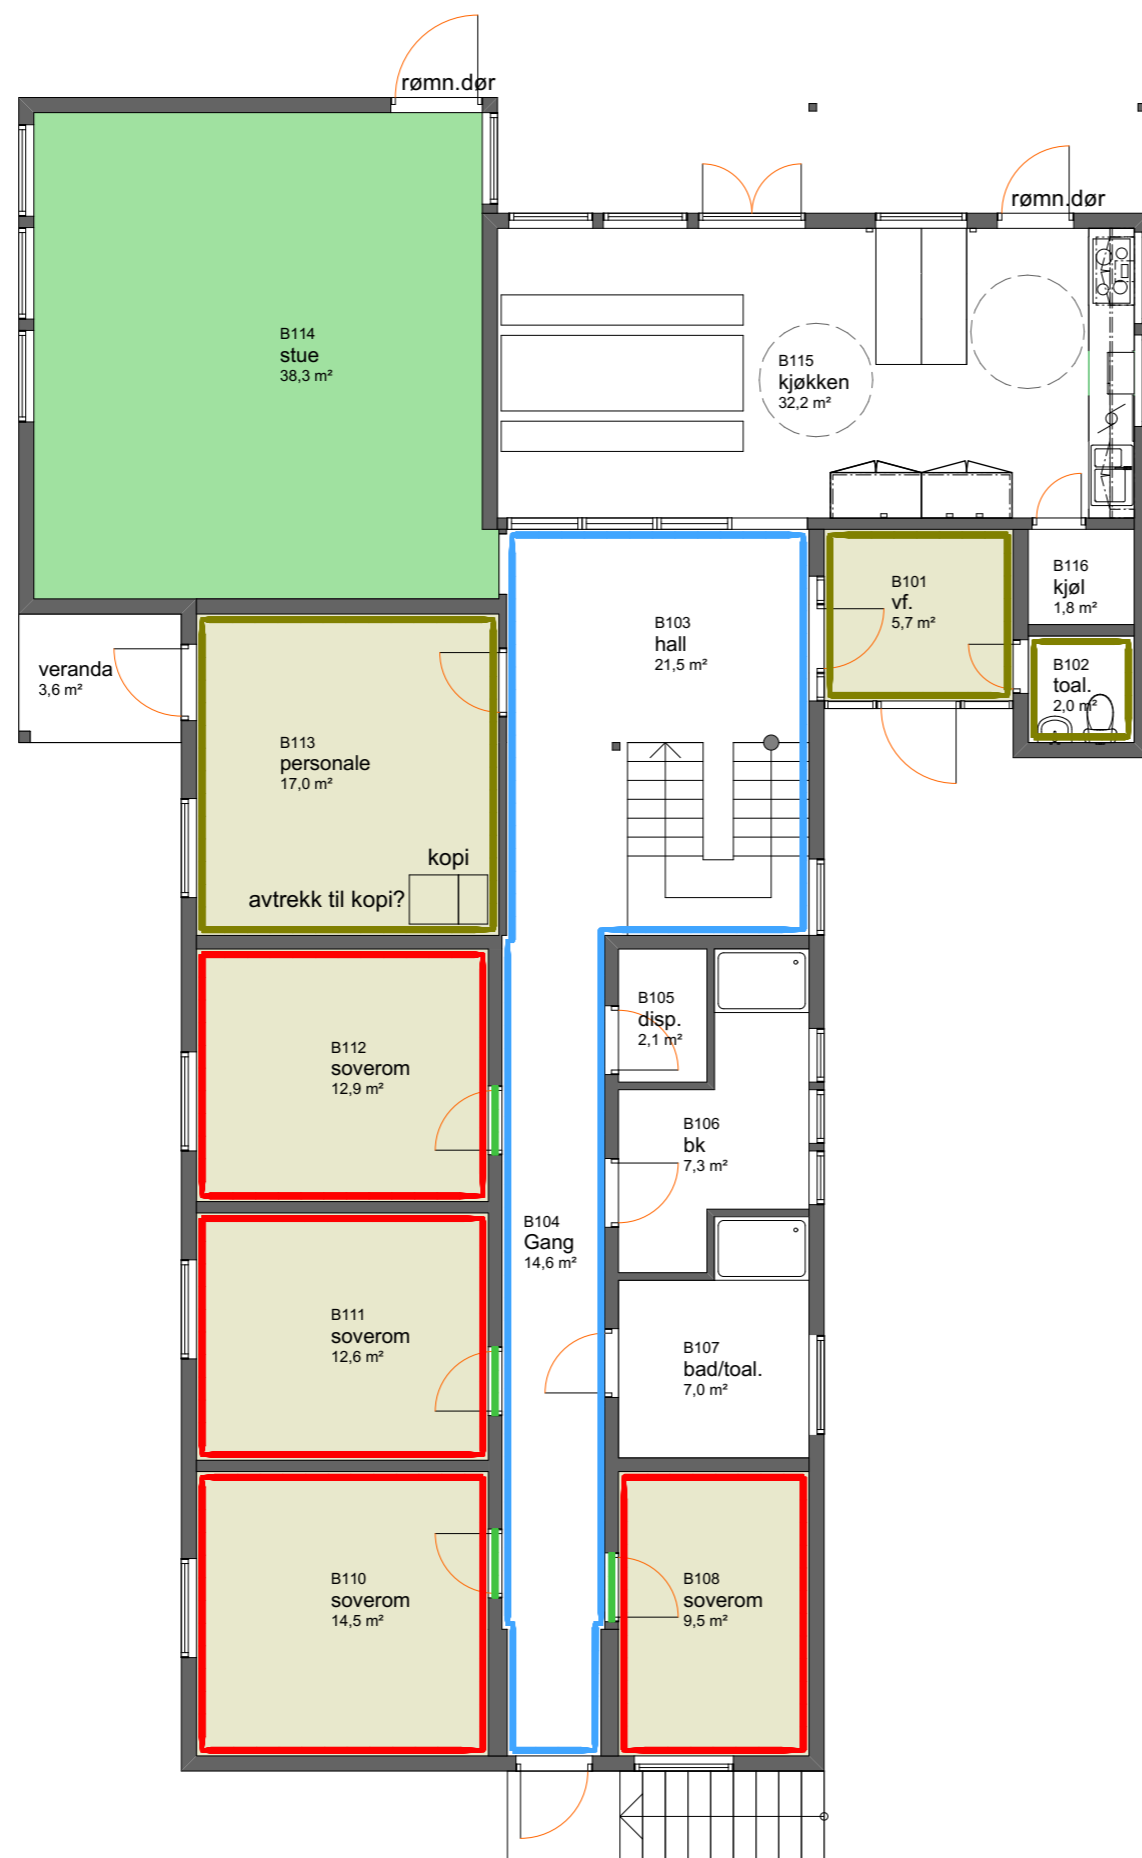 rømn.dør
rømn.dør
B114
stue
38,3 m²
B115
kjøkken
32,2 m²
B101
vf.
5,7 m²
B116
kjøl
1,8 m²
B103
hall
21,5 m²
B102
toal.
2,0 m²
veranda
3,6 m²
B113
personale
17,0 m²
kopi
avtrekk til kopi?
B105
disp.
2,1 m²
B112
soverom
12,9 m²
B106
bk
7,3 m²
B104
Gang
14,6 m²
B111
soverom
12,6 m²
B107
bad/toal.
7,0 m²
B110
soverom
14,5 m²
B108
soverom
9,5 m²